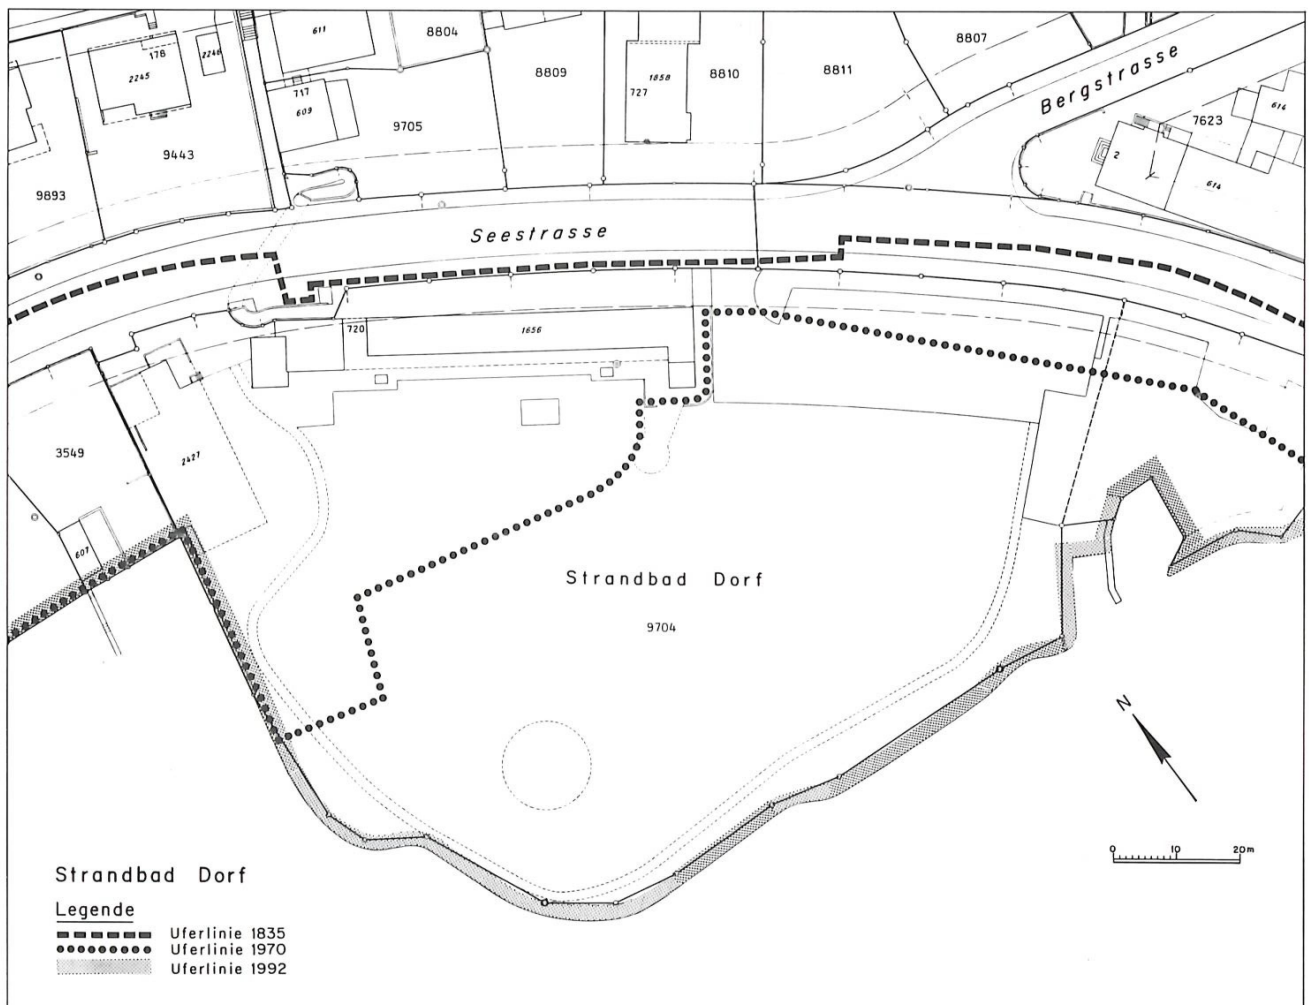 611
8804
8807
178
2246
2245
8809
1858
8810
8811
727
717
609
9705
9443
9893
Bergstrasse
7623
614
2
614
Seestrasse
720
1656
3549
2427
607
Strandbad Dorf
9704
N
0 10 20m
Strandbad Dorf
Legende
Uferlinie 1835
Uferlinie 1970
Uferlinie 1992